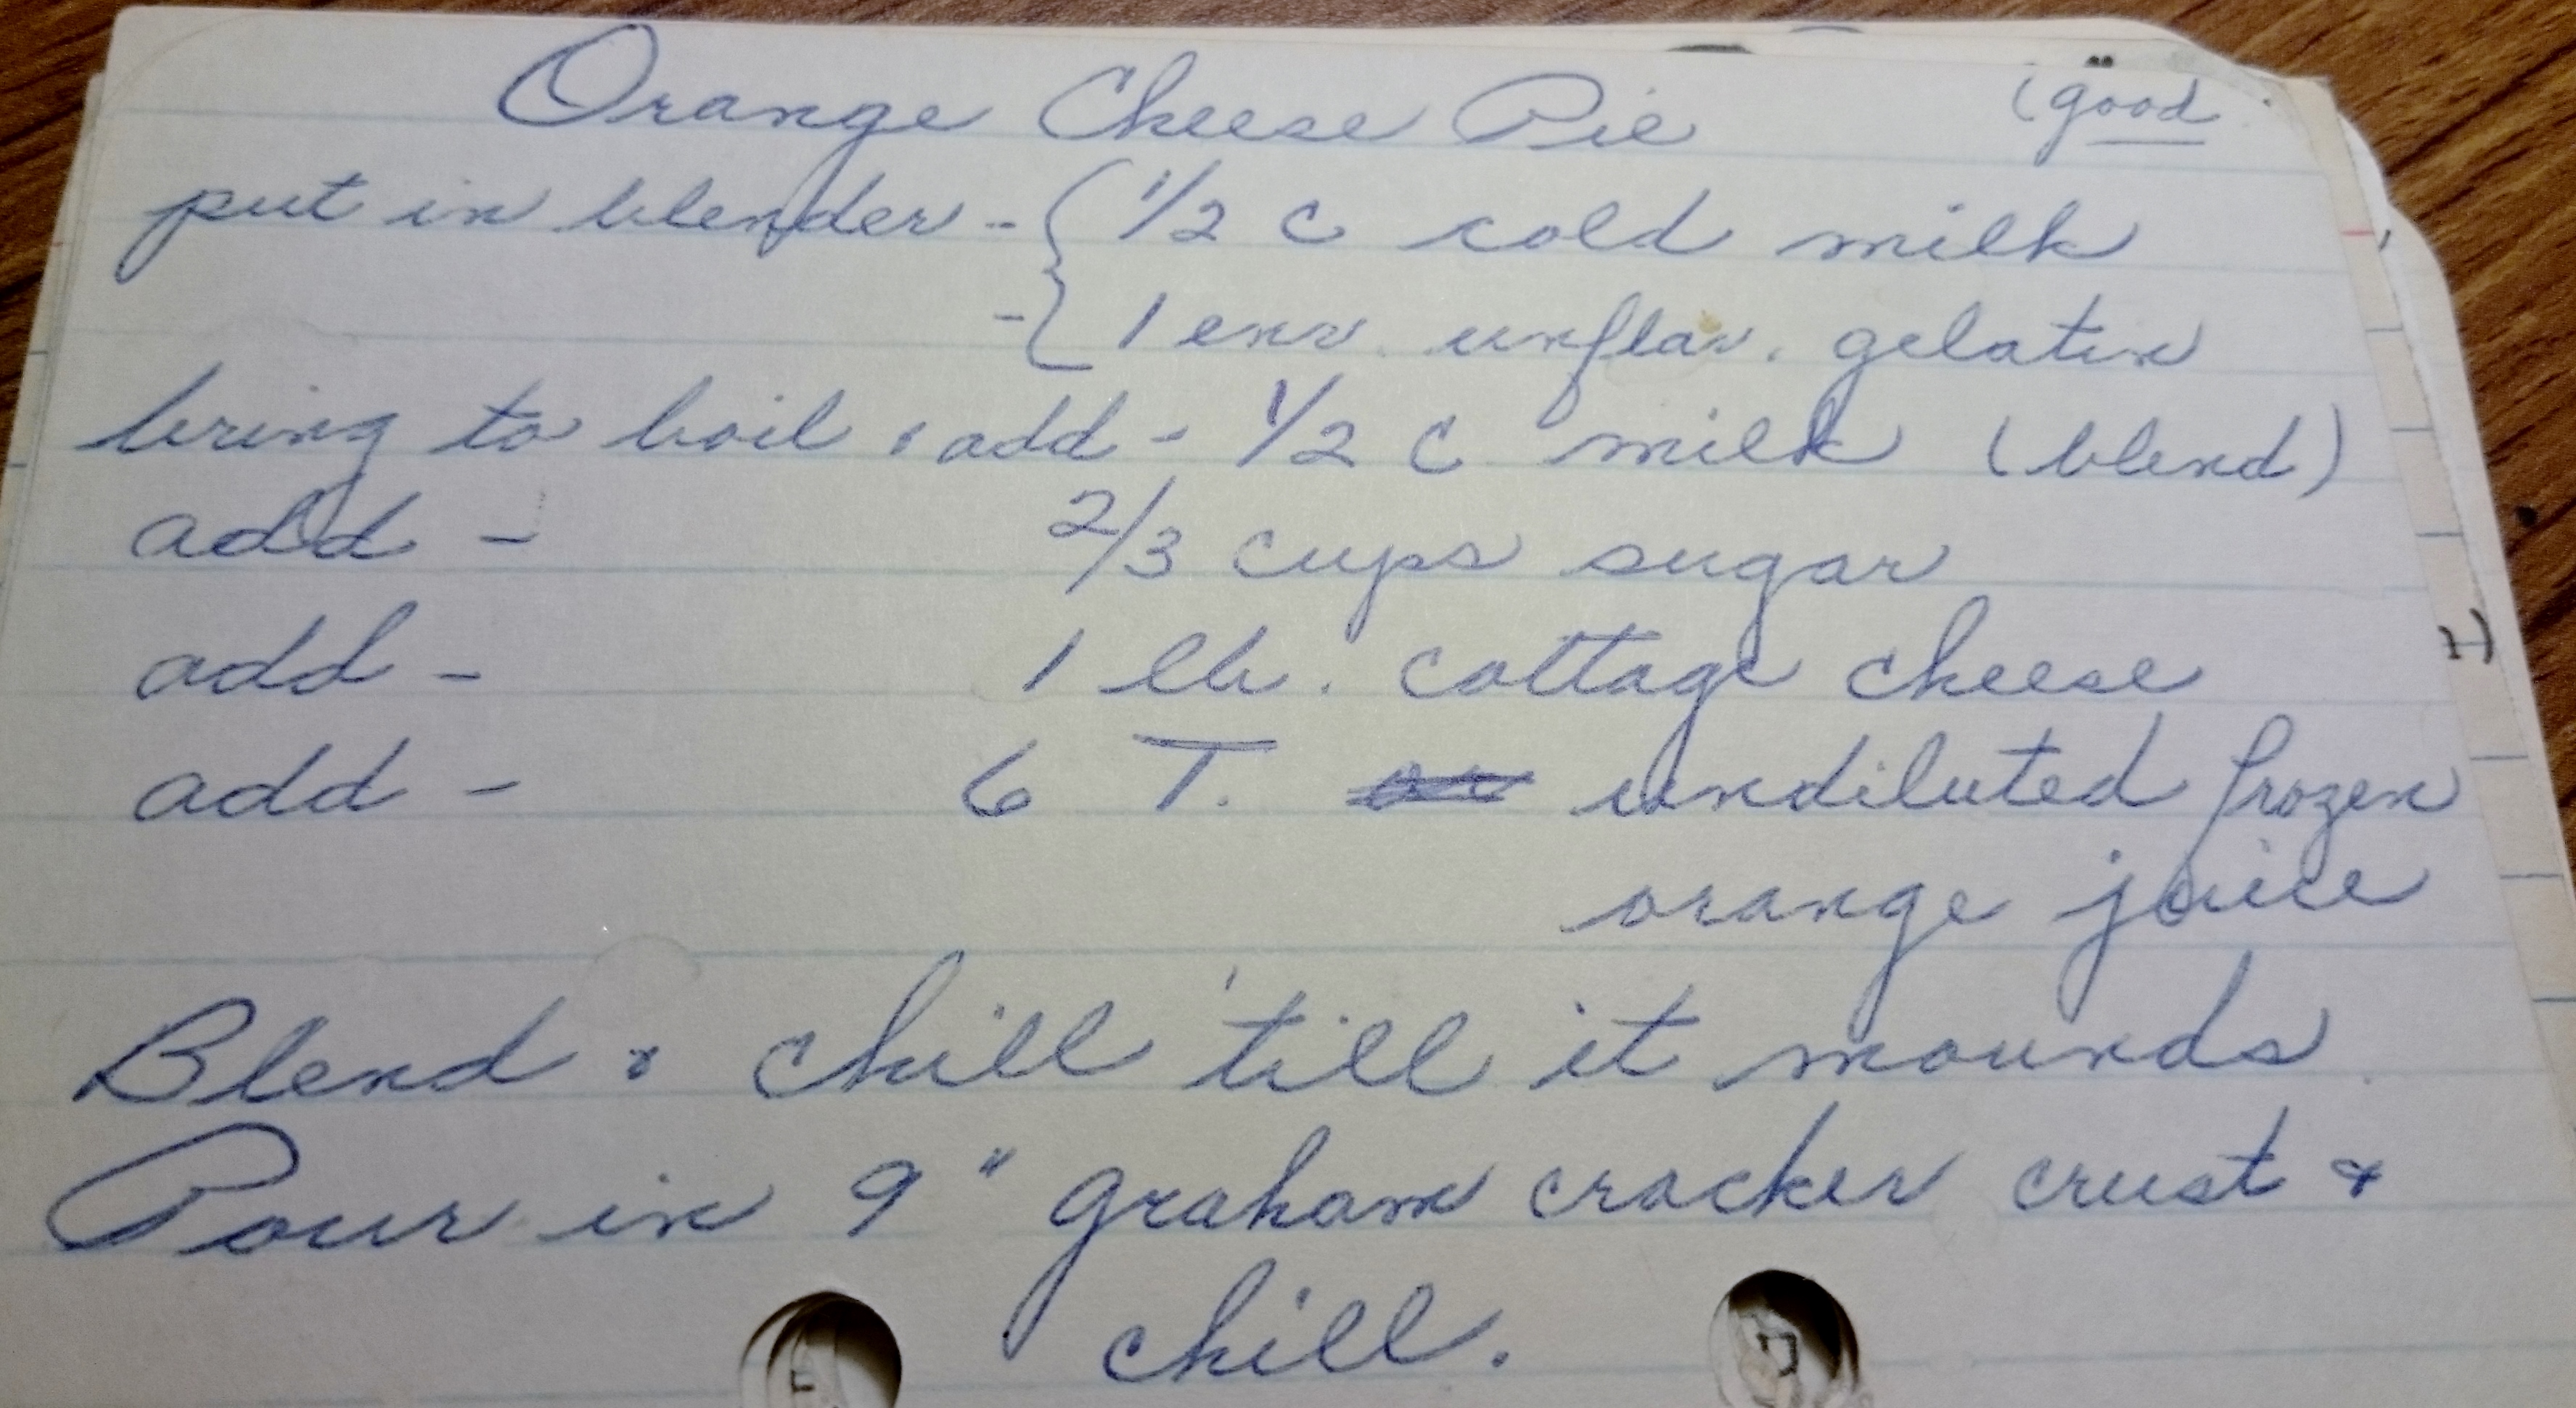 Orange Cheese Pie (good
put in blender - { 1/2 c cold milk
- { 1 env. unflav. gelatin
bring to boil & add - 1/2 c milk (blend)
add - 2/3 cups sugar
add - 1 lb. cottage cheese
add - 6 T. undiluted frozen
orange juice
Blend & chill 'till it mounds.
Pour in 9" graham cracker crust &
chill.